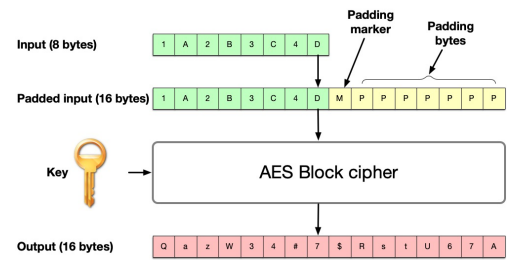 Padding
marker
Padding
bytes
Input (8 bytes) 1 A 2 B 3 C 4 D
Padded input (16 bytes) 1 A 2 B 3 C 4 D M P P P P P P P
Key
AES Block cipher
Output (16 bytes) Q a z W 3 4 # 7 $ R s t U 6 7 A